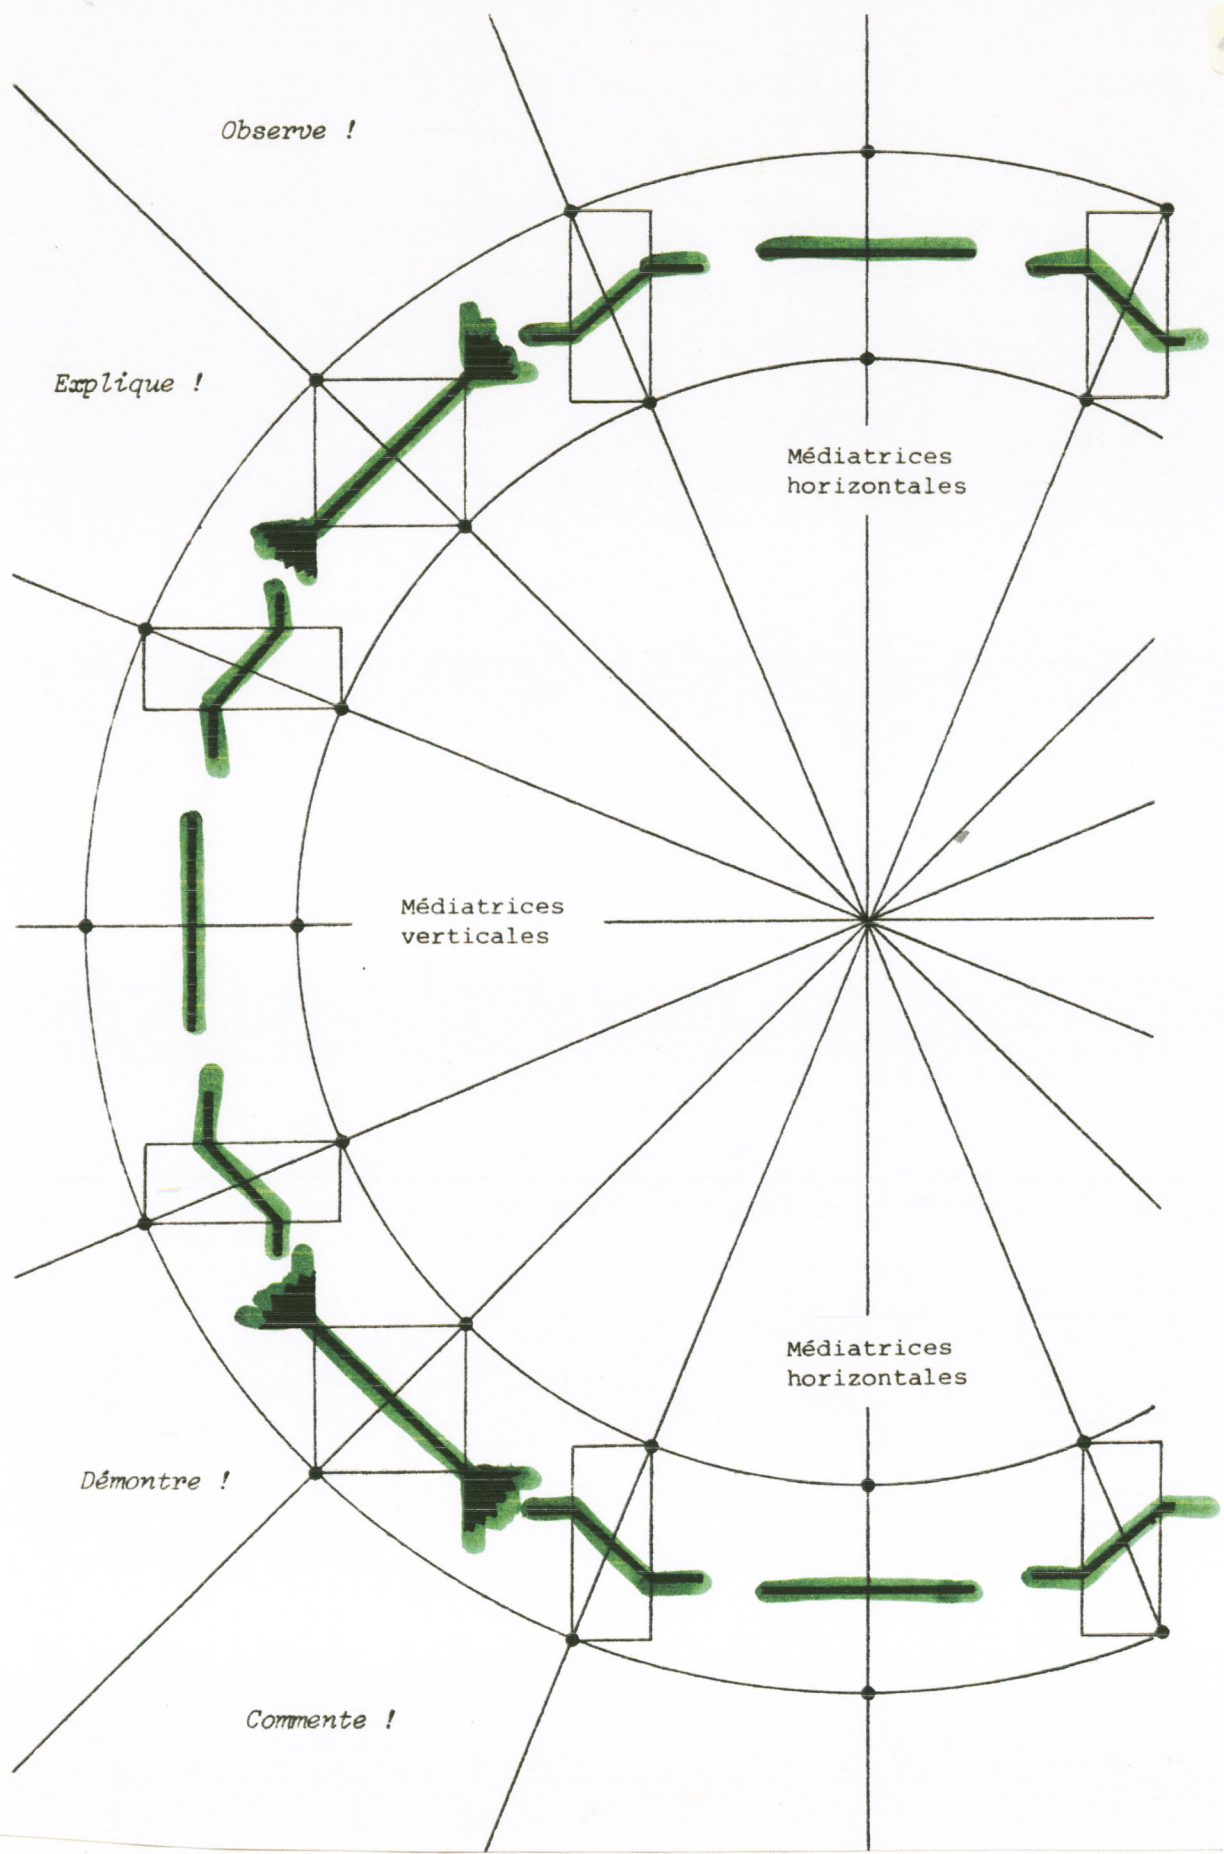 Observe !
Explique !
Médiatrices
horizontales
Médiatrices
verticales
Médiatrices
horizontales
Démontre !
Commente !